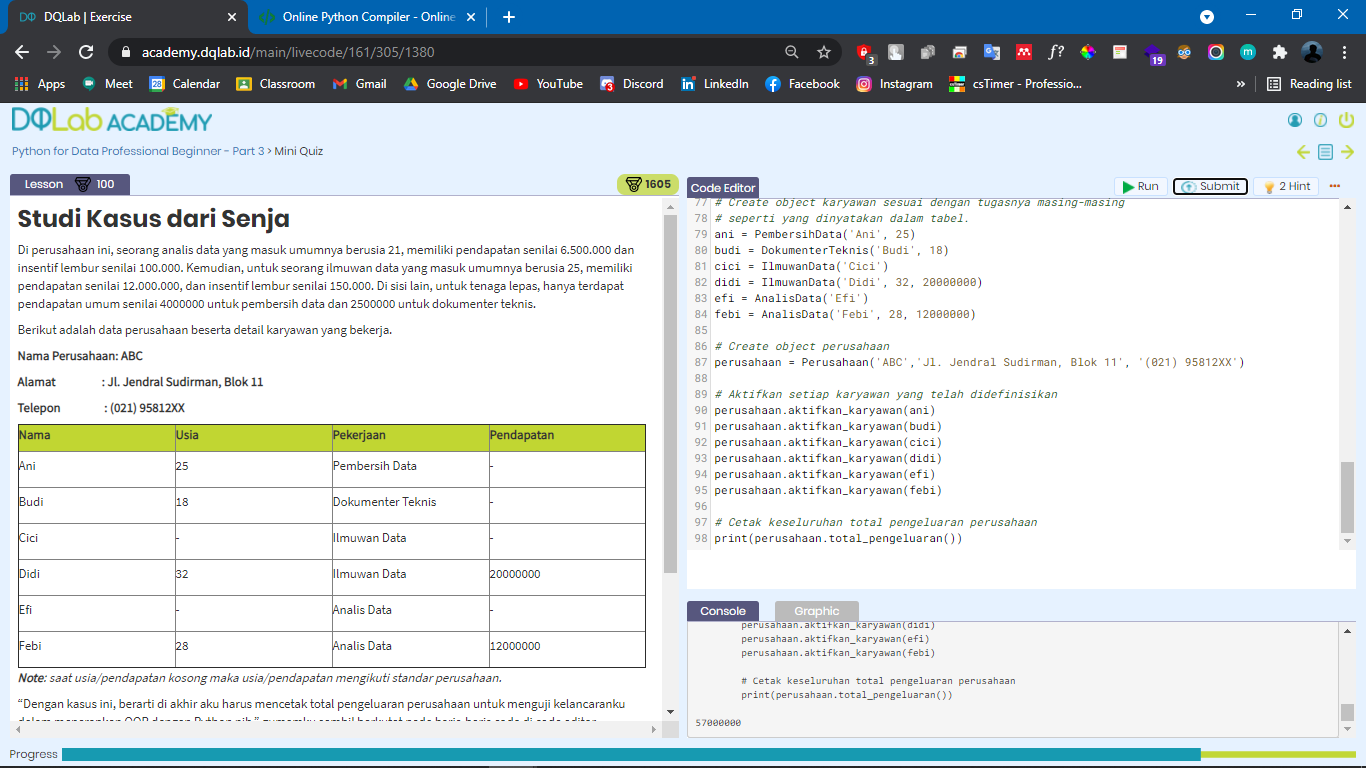 DQLab | Exercise
Online Python Compiler - Online
academy.dqlab.id/main/livecode/161/305/1380
3
19
Apps
Meet
28
Calendar
Classroom
Gmail
Google Drive
YouTube
3
Discord
LinkedIn
Facebook
Instagram
csTimer - Professio...
»
Reading list
DQLab ACADEMY
Python for Data Professional Beginner - Part 3 > Mini Quiz
Lesson 100
1605
Studi Kasus dari Senja
Di perusahaan ini, seorang analis data yang masuk umumnya berusia 21, memiliki pendapatan senilai 6.500.000 dan
insentif lembur senilai 100.000. Kemudian, untuk seorang ilmuwan data yang masuk umumnya berusia 25, memiliki
pendapatan senilai 12.000.000, dan insentif lembur senilai 150.000. Di sisi lain, untuk tenaga lepas, hanya terdapat
pendapatan umum senilai 4000000 untuk pembersih data dan 2500000 untuk dokumenter teknis.
Berikut adalah data perusahaan beserta detail karyawan yang bekerja.
Nama Perusahaan: ABC
Alamat : Jl. Jendral Sudirman, Blok 11
Telepon : (021) 95812XX
Nama Usia Pekerjaan Pendapatan
Ani 25 Pembersih Data -
Budi 18 Dokumenter Teknis -
Cici - Ilmuwan Data -
Didi 32 Ilmuwan Data 20000000
Efi - Analis Data -
Febi 28 Analis Data 12000000
Note: saat usia/pendapatan kosong maka usia/pendapatan mengikuti standar perusahaan.
“Dengan kasus ini, berarti di akhir aku harus mencetak total pengeluaran perusahaan untuk menguji kelancaranku
Code Editor
Run
Submit
2 Hint
77 # Create object karyawan sesuai dengan tugasnya masing-masing
78 # seperti yang dinyatakan dalam tabel.
79 ani = PembersihData('Ani', 25)
80 budi = DokumenterTeknis('Budi', 18)
81 cici = IlmuwanData('Cici')
82 didi = IlmuwanData('Didi', 32, 20000000)
83 efi = AnalisData('Efi')
84 febi = AnalisData('Febi', 28, 12000000)
85
86 # Create object perusahaan
87 perusahaan = Perusahaan('ABC','Jl. Jendral Sudirman, Blok 11', '(021) 95812XX')
88
89 # Aktifkan setiap karyawan yang telah didefinisikan
90 perusahaan.aktifkan_karyawan(ani)
91 perusahaan.aktifkan_karyawan(budi)
92 perusahaan.aktifkan_karyawan(cici)
93 perusahaan.aktifkan_karyawan(didi)
94 perusahaan.aktifkan_karyawan(efi)
95 perusahaan.aktifkan_karyawan(febi)
96
97 # Cetak keseluruhan total pengeluaran perusahaan
98 print(perusahaan.total_pengeluaran())
Console
Graphic
perusahaan.aktifkan_karyawan(didi)
perusahaan.aktifkan_karyawan(efi)
perusahaan.aktifkan_karyawan(febi)
# Cetak keseluruhan total pengeluaran perusahaan
print(perusahaan.total_pengeluaran())
57000000
Progress